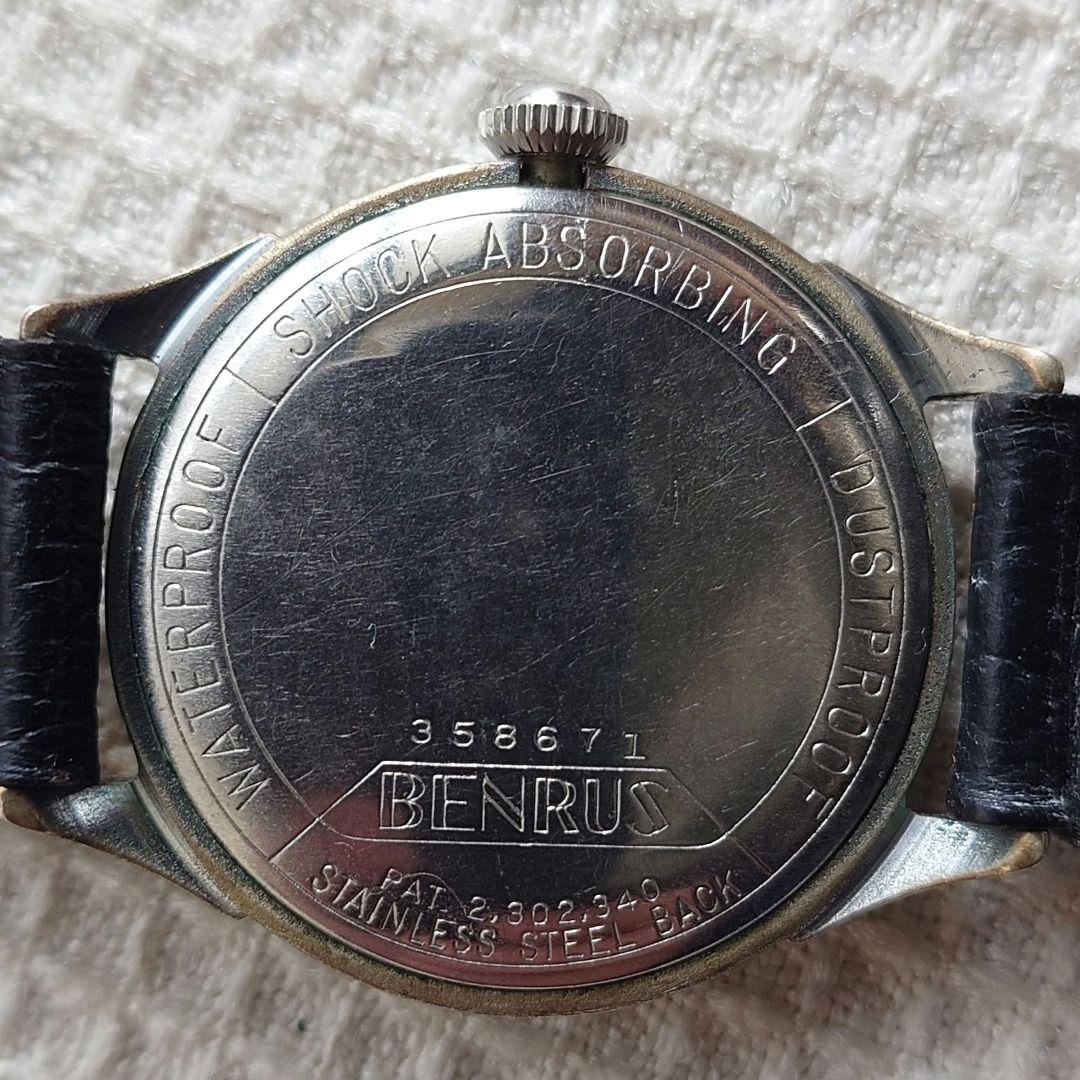 WATERPROOF
SHOCK ABSORBING
DUSTPROOF
358671
BENRUS
PAT. 2,302,340
STAINLESS STEEL BACK